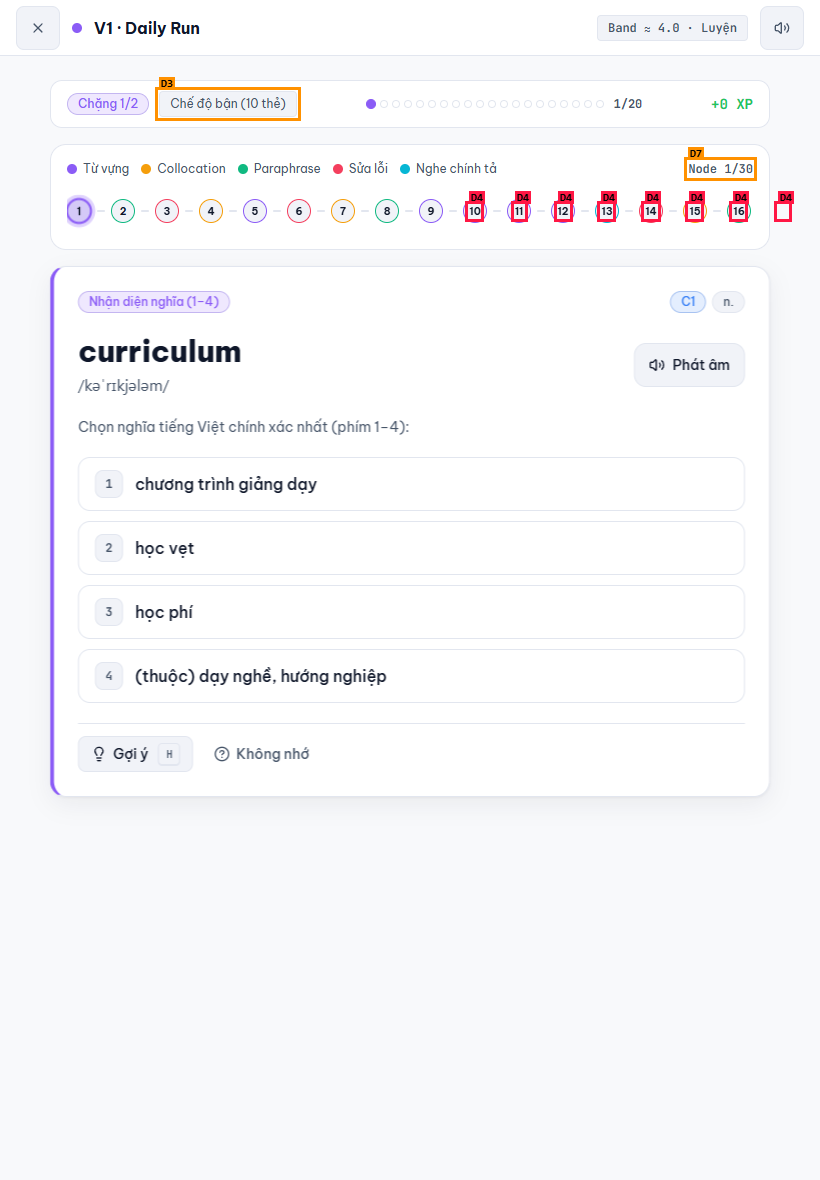 V1 · Daily Run
Band ≈ 4.0 · Luyện
D3
Chặng 1/2
Chế độ bận (10 thẻ)
1/20
+0 XP
D7
Từ vựng
Collocation
Paraphrase
Sửa lỗi
Nghe chính tả
Node 1/30
D4 D4 D4 D4 D4 D4 D4 D4
1 2 3 4 5 6 7 8 9 10 11 12 13 14 15 16
Nhận diện nghĩa (1–4)
C1
n.
curriculum
/kəˈrɪkjələm/
Phát âm
Chọn nghĩa tiếng Việt chính xác nhất (phím 1–4):
1 chương trình giảng dạy
2 học vẹt
3 học phí
4 (thuộc) dạy nghề, hướng nghiệp
Gợi ý H
Không nhớ